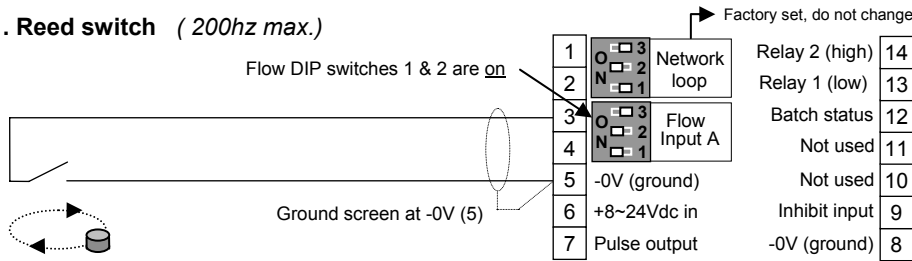 Factory set, do not change
. Reed switch ( 200hz max.)
Flow DIP switches 1 & 2 are on
1
2
3
4
5
6
7
O
N
3
2
1
Network
loop
O
N
3
2
1
Flow
Input A
-0V (ground)
+8~24Vdc in
Pulse output
Ground screen at -0V (5)
Relay 2 (high) 14
Relay 1 (low) 13
Batch status 12
Not used 11
Not used 10
Inhibit input 9
-0V (ground) 8